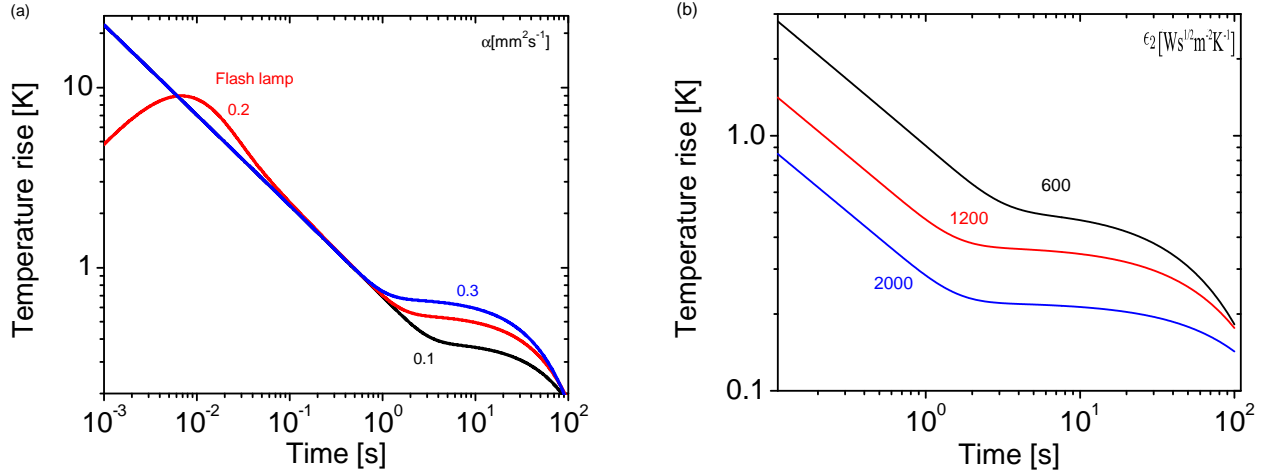 (a)
α[mm²s⁻¹]
Flash lamp
0.2
0.3
0.1
10
1
Temperature rise [K]
10⁻³ 10⁻² 10⁻¹ 10⁰ 10¹ 10²
Time [s]
(b)
ϵ₂ [Ws^{1/2}m⁻²K⁻¹]
600
1200
2000
1.0
0.1
Temperature rise [K]
10⁰ 10¹ 10²
Time [s]